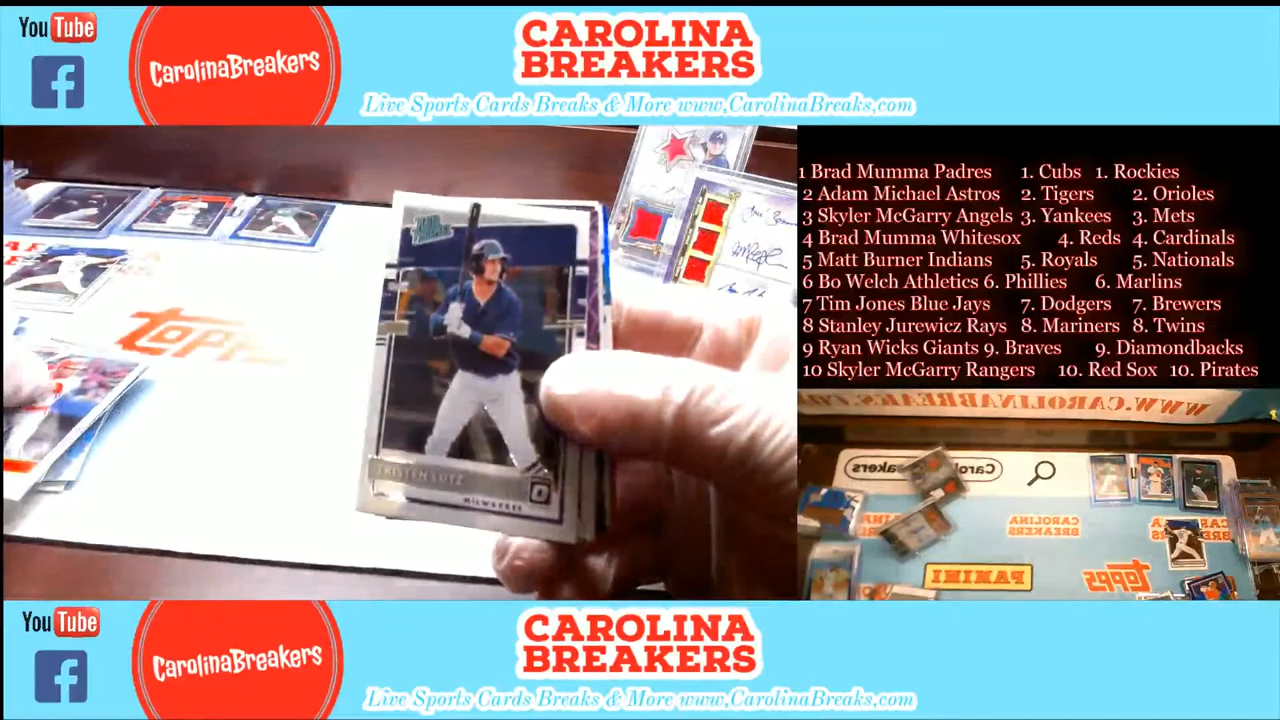 You Tube
CarolinaBreakers
CAROLINA
BREAKERS
Live Sports Cards Breaks & More www.CarolinaBreaks.com
1 Brad Mumma Padres 1. Cubs 1. Rockies
2 Adam Michael Astros 2. Tigers 2. Orioles
3 Skyler McGarry Angels 3. Yankees 3. Mets
4 Brad Mumma Whitesox 4. Reds 4. Cardinals
5 Matt Burner Indians 5. Royals 5. Nationals
6 Bo Welch Athletics 6. Phillies 6. Marlins
7 Tim Jones Blue Jays 7. Dodgers 7. Brewers
8 Stanley Jurewicz Rays 8. Mariners 8. Twins
9 Ryan Wicks Giants 9. Braves 9. Diamondbacks
10 Skyler McGarry Rangers 10. Red Sox 10. Pirates
topps
TRISTEN LUTZ
MILWAUKEE
WWW.CAROLINABREAKS.
PANINI
topps
You Tube
CarolinaBreakers
CAROLINA
BREAKERS
Live Sports Cards Breaks & More www.CarolinaBreaks.com